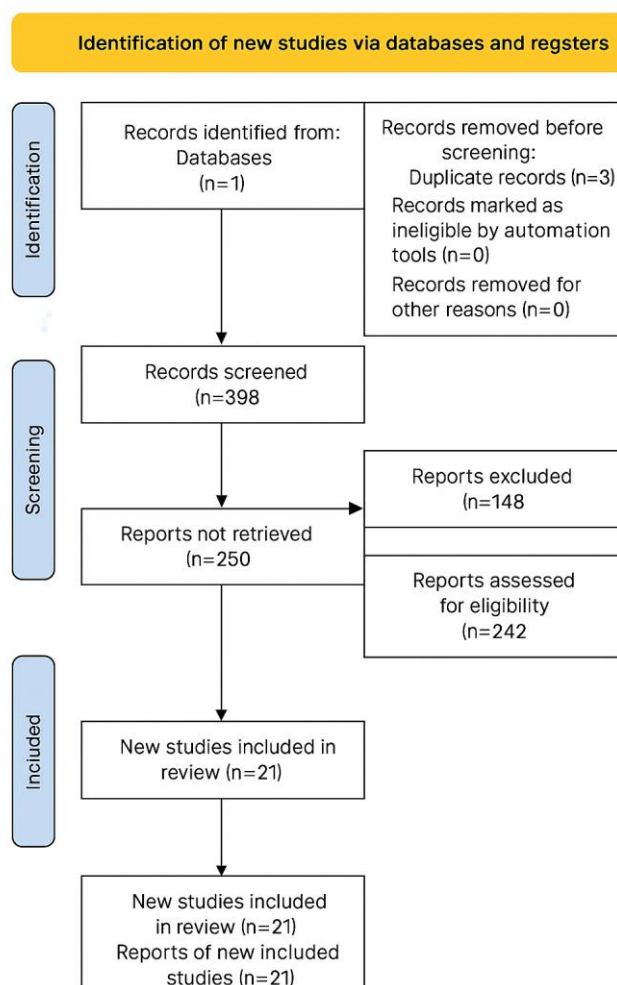 Identification of new studies via databases and regsters
Identification
Records identified from:
Databases
(n=1)
Records removed before
screening:
Duplicate records (n=3)
Records marked as
ineligible by automation
tools (n=0)
Records removed for
other reasons (n=0)
Screening
Records screened
(n=398
Reports excluded
(n=148
Reports not retrieved
(n=250
Reports assessed
for eligibility
(n=242
Included
New studies included in
review (n=21)
New studies included
in review (n=21)
Reports of new included
studies (n=21)